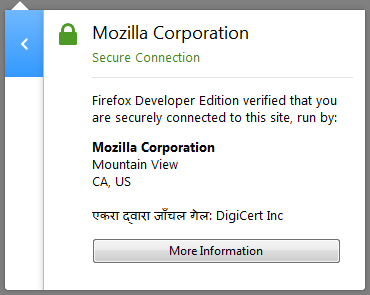 Mozilla Corporation
Secure Connection
Firefox Developer Edition verified that you
are securely connected to this site, run by:
Mozilla Corporation
Mountain View
CA, US
एकरा द्वारा जाँचल गेल: DigiCert Inc
More Information